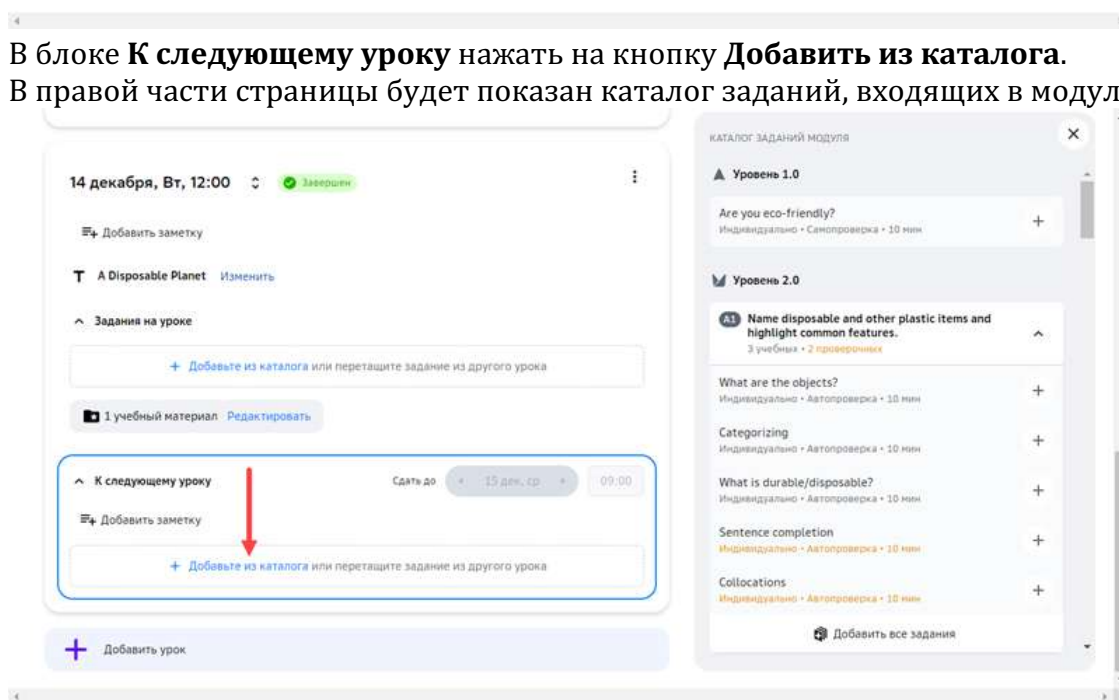 В блоке К следующему уроку нажать на кнопку Добавить из каталога.
В правой части страницы будет показан каталог заданий, входящих в модул
14 декабря, Вт, 12:00 Завершен
Добавить заметку
A Disposable Planet Изменить
Задания на уроке
+ Добавьте из каталога или перетащите задание из другого урока
1 учебный материал Редактировать
К следующему уроку Сдать до 15 дек, ср 09:00
Добавить заметку
+ Добавьте из каталога или перетащите задание из другого урока
Добавить урок
КАТАЛОГ ЗАДАНИЙ МОДУЛЯ
Уровень 1.0
Are you eco-friendly?
Индивидуально • Самопроверка • 10 мин
Уровень 2.0
A1 Name disposable and other plastic items and
highlight common features.
3 учебных • 2 проверочных
What are the objects?
Индивидуально • Автопроверка • 10 мин
Categorizing
Индивидуально • Автопроверка • 10 мин
What is durable/disposable?
Индивидуально • Автопроверка • 10 мин
Sentence completion
Индивидуально • Автопроверка • 10 мин
Collocations
Индивидуально • Автопроверка • 10 мин
Добавить все задания